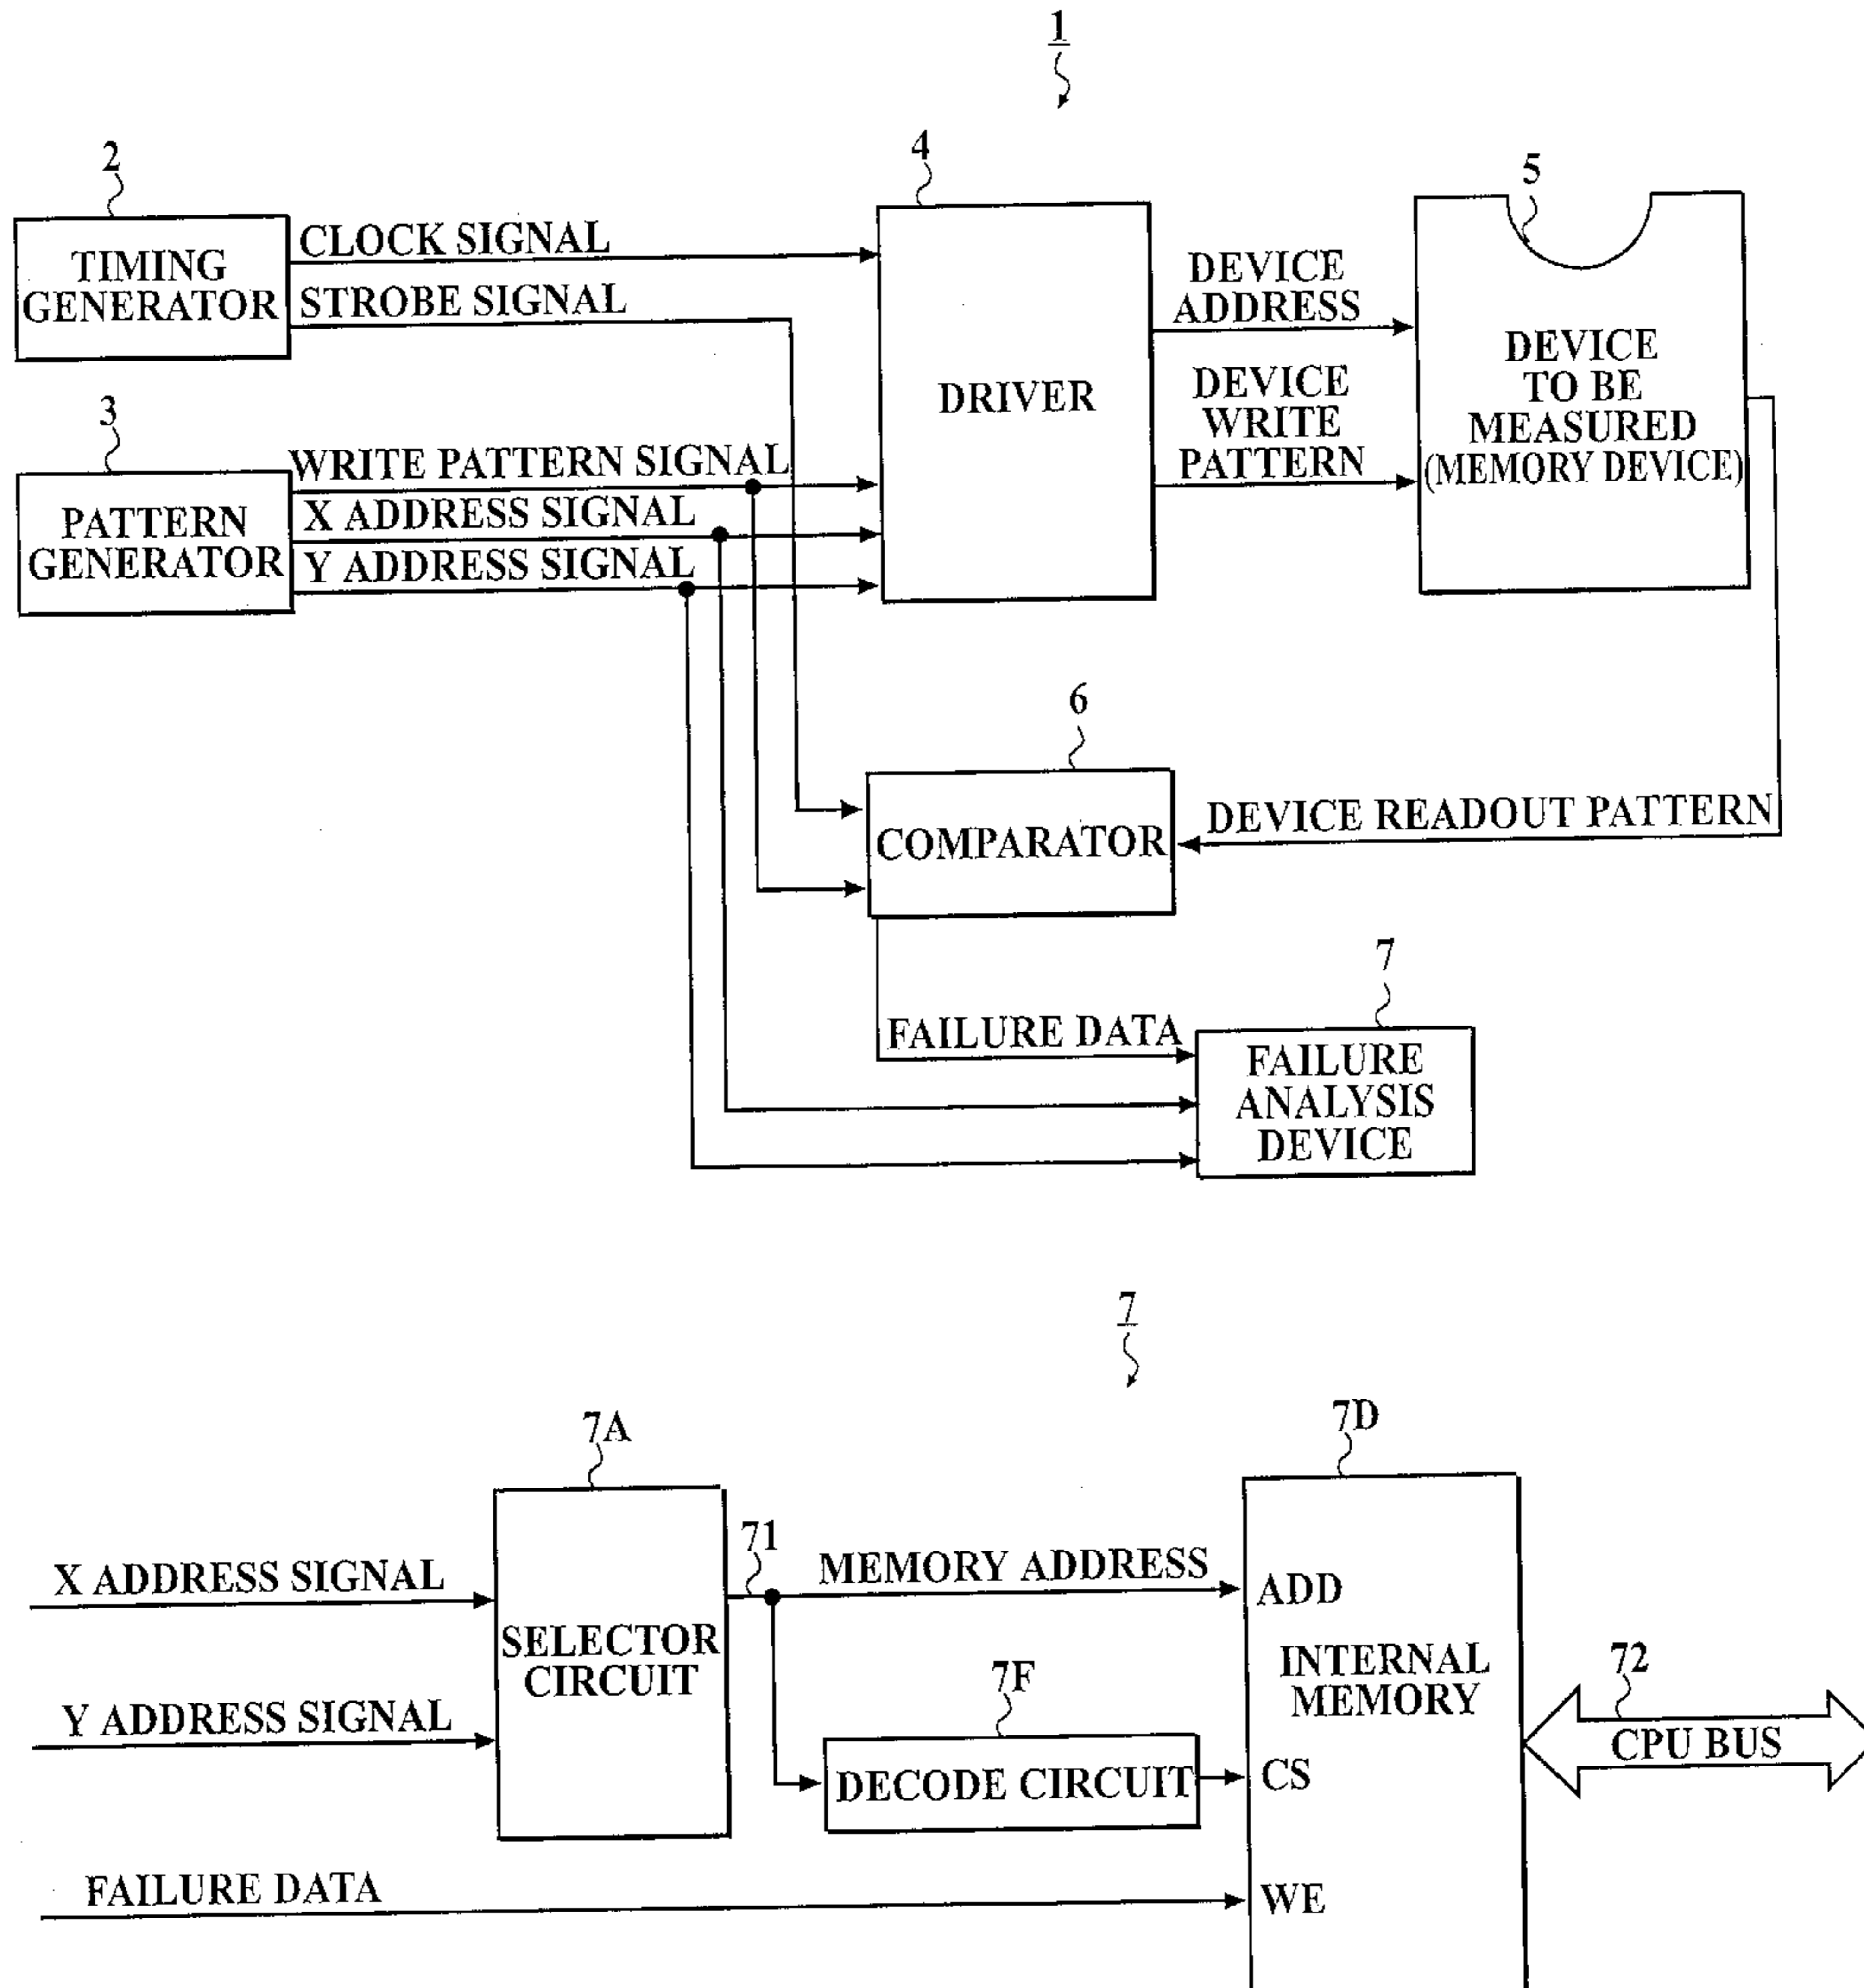 1
2
4
5
TIMING
GENERATOR
CLOCK SIGNAL
STROBE SIGNAL
DRIVER
DEVICE
ADDRESS
DEVICE
WRITE
PATTERN
DEVICE
TO BE
MEASURED
(MEMORY DEVICE)
3
PATTERN
GENERATOR
WRITE PATTERN SIGNAL
X ADDRESS SIGNAL
Y ADDRESS SIGNAL
6
COMPARATOR
DEVICE READOUT PATTERN
7
FAILURE DATA
FAILURE
ANALYSIS
DEVICE
7
7A
7D
X ADDRESS SIGNAL
Y ADDRESS SIGNAL
SELECTOR
CIRCUIT
71
MEMORY ADDRESS
ADD
INTERNAL
MEMORY
7F
DECODE CIRCUIT
CS
72
CPU BUS
FAILURE DATA
WE